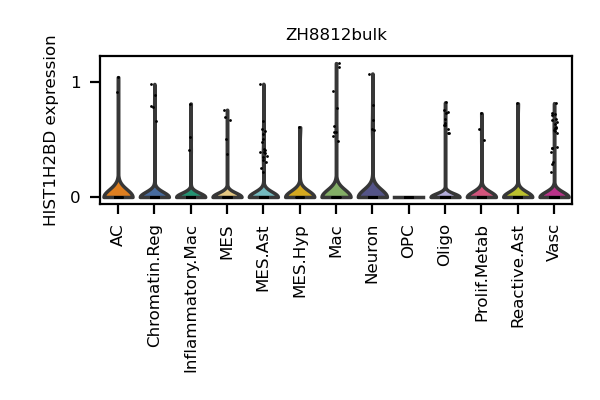 ZH8812bulk
HIST1H2BD expression
1
0
AC
Chromatin.Reg
Inflammatory.Mac
MES
MES.Ast
MES.Hyp
Mac
Neuron
OPC
Oligo
Prolif.Metab
Reactive.Ast
Vasc